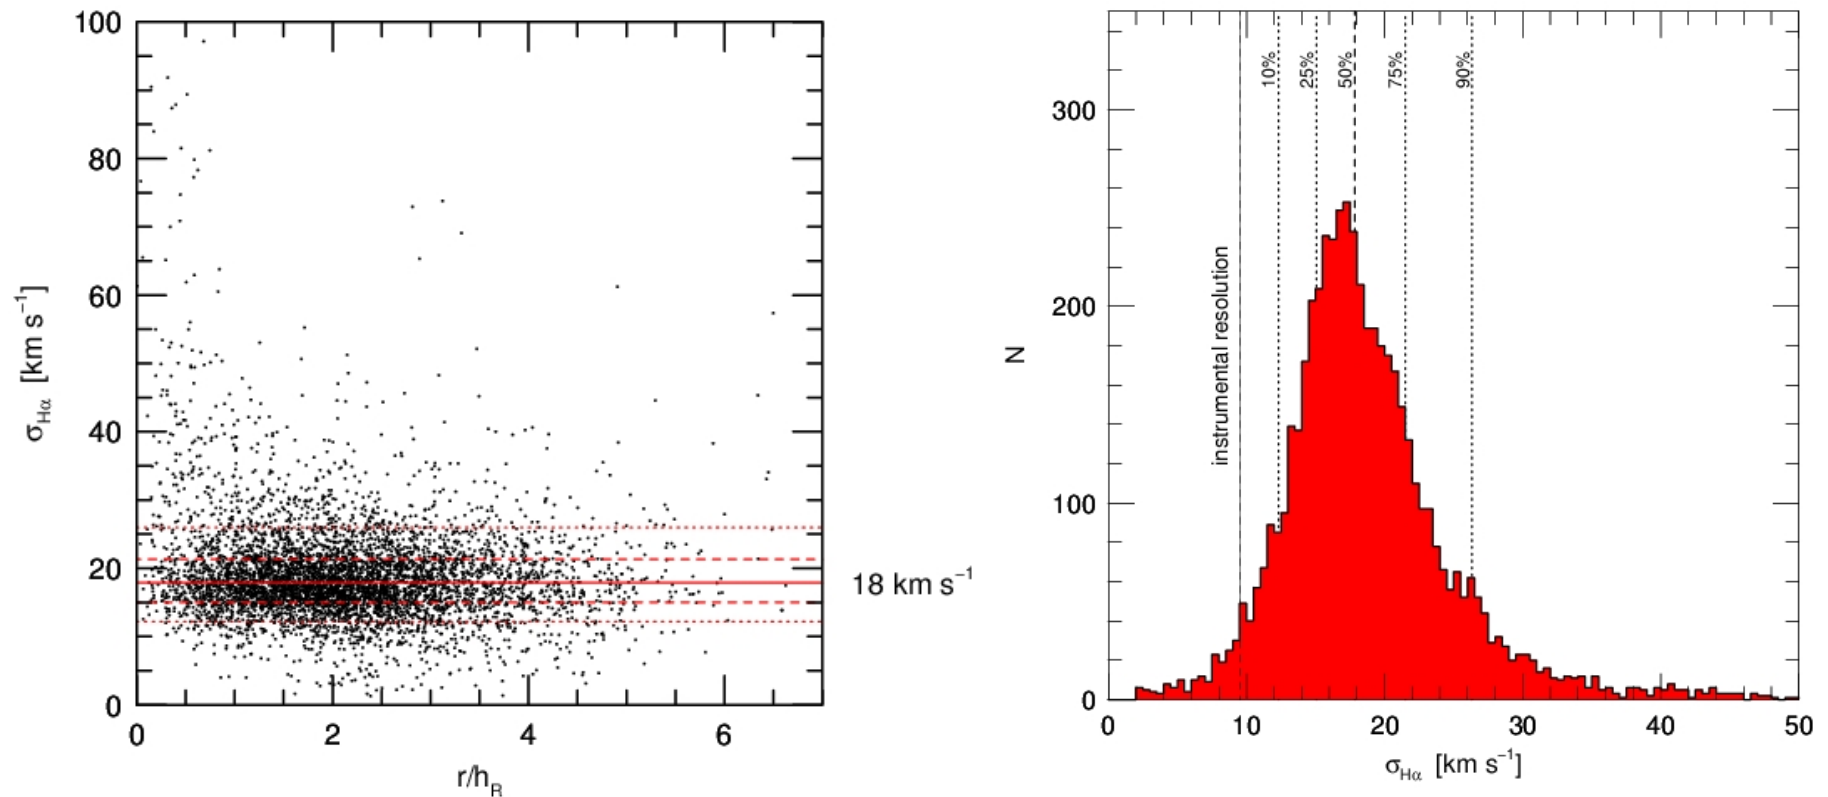 100
80
60
40
20
0
σHα [km s⁻¹]
0 2 4 6
r/hR
18 km s⁻¹
10% 25% 50% 75% 90%
instrumental resolution
300
200
100
0
N
0 10 20 30 40 50
σHα [km s⁻¹]